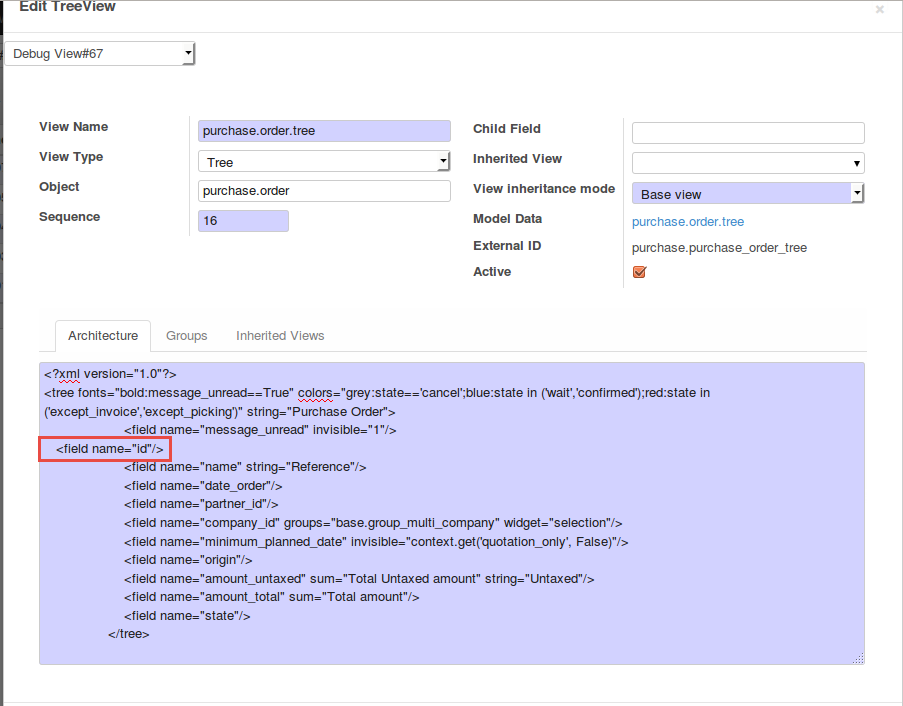 Edit TreeView
×
Debug View#67
View Name
purchase.order.tree
View Type
Tree
Object
purchase.order
Sequence
16
Child Field
Inherited View
View inheritance mode
Base view
Model Data
purchase.order.tree
External ID
purchase.purchase_order_tree
Active
Architecture Groups Inherited Views
<?xml version="1.0"?>
<tree fonts="bold:message_unread==True" colors="grey:state=='cancel';blue:state in ('wait','confirmed');red:state in
('except_invoice','except_picking')" string="Purchase Order">
<field name="message_unread" invisible="1"/>
<field name="id"/>
<field name="name" string="Reference"/>
<field name="date_order"/>
<field name="partner_id"/>
<field name="company_id" groups="base.group_multi_company" widget="selection"/>
<field name="minimum_planned_date" invisible="context.get('quotation_only', False)"/>
<field name="origin"/>
<field name="amount_untaxed" sum="Total Untaxed amount" string="Untaxed"/>
<field name="amount_total" sum="Total amount"/>
<field name="state"/>
</tree>